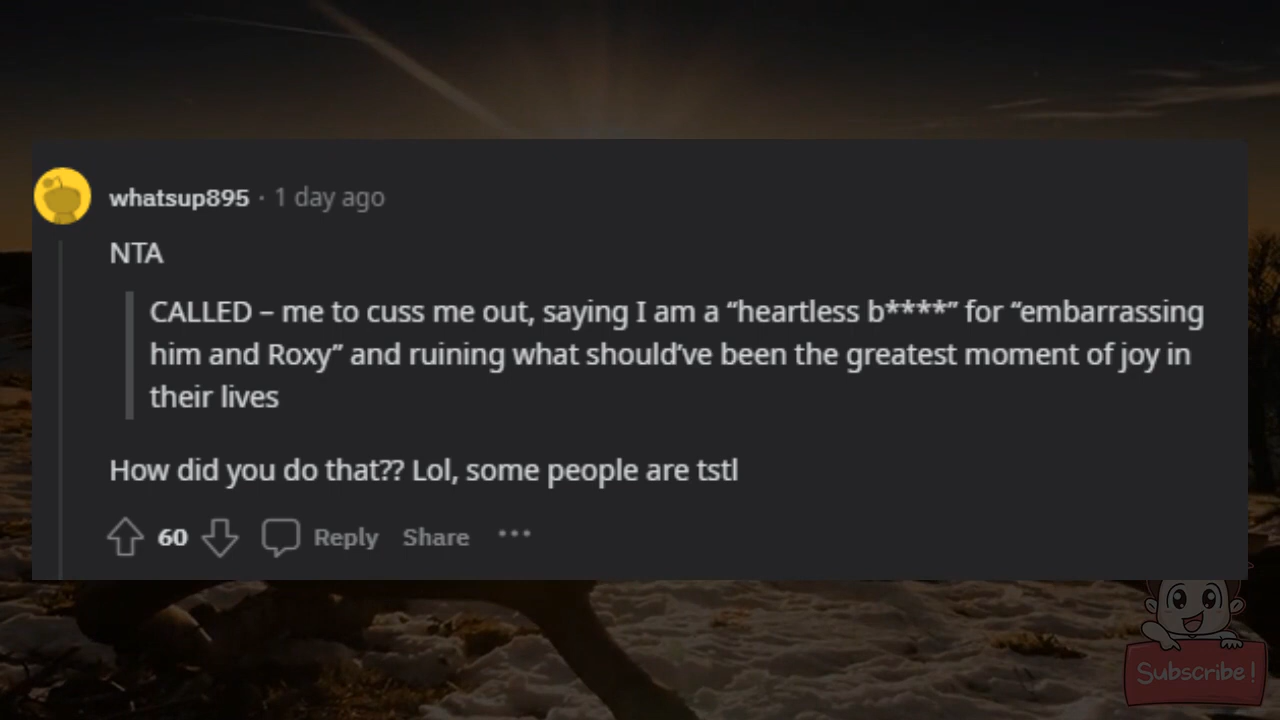 whatsup895 · 1 day ago
NTA
CALLED – me to cuss me out, saying I am a “heartless b****” for “embarrassing
him and Roxy” and ruining what should’ve been the greatest moment of joy in
their lives
How did you do that?? Lol, some people are tstl
60 Reply Share ···
Subscribe!